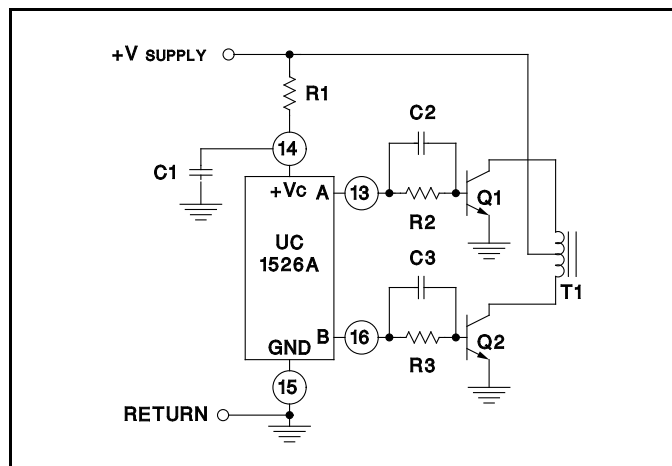 +V SUPPLY
R1
C2
14
C1
+Vc
A
13
Q1
R2
UC
1526A
C3
T1
B
16
Q2
GND
R3
15
RETURN